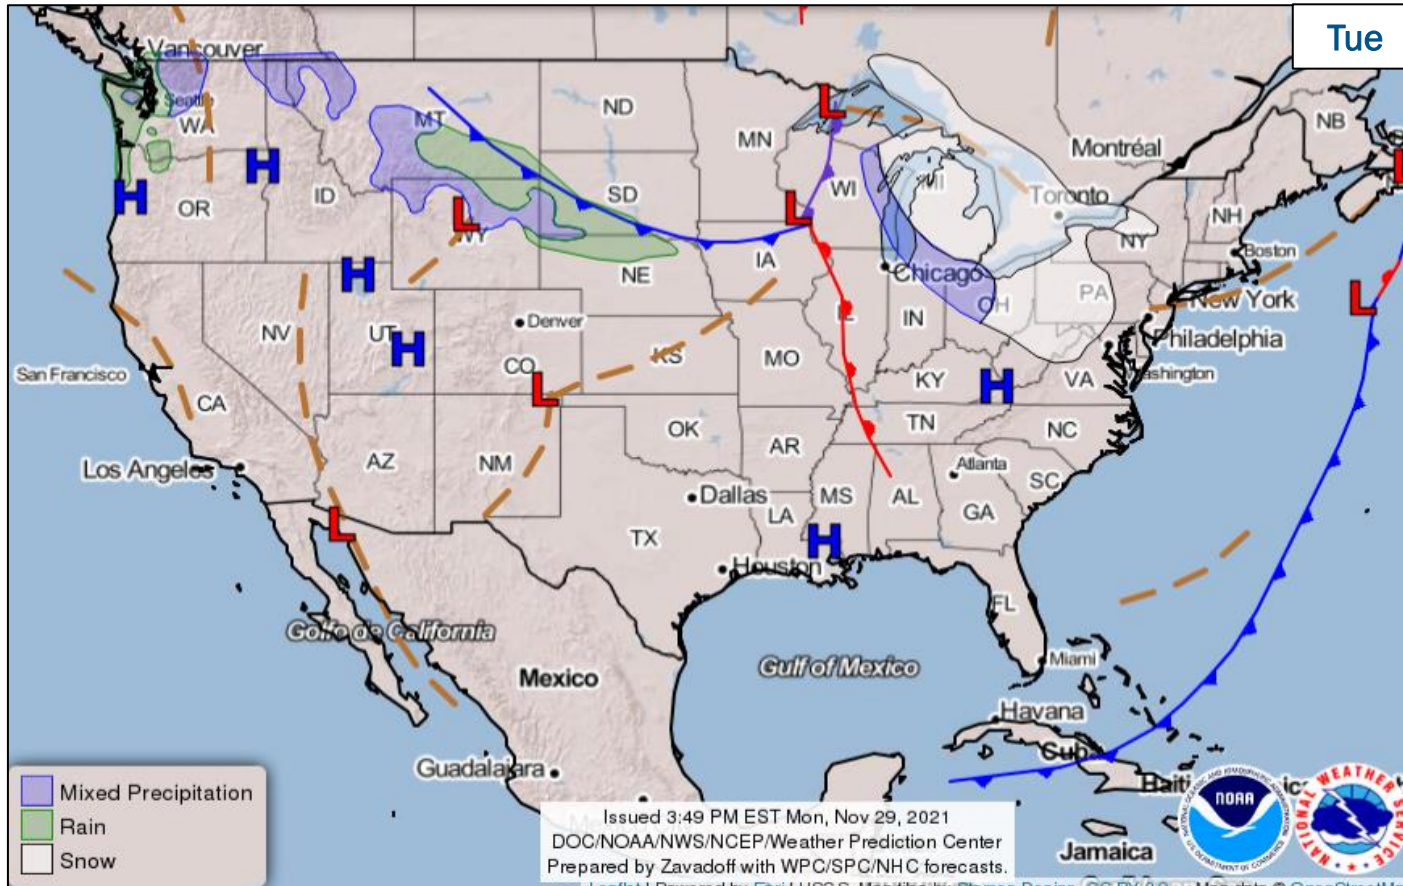 Tue
Vancouver
Seattle
WA
MT
ND
MN
Montréal
NB
OR
ID
SD
WI
MI
Toronto
WY
NY
NH
Boston
NE
IA
Chicago
OH
PA
New York
NV
UT
Denver
IN
Philadelphia
San Francisco
CO
KS
MO
KY
VA
CA
TN
NC
Los Angeles
AZ
NM
OK
AR
Atlanta
SC
Dallas
MS
AL
GA
LA
TX
Houston
FL
Golfo de California
Mexico
Gulf of Mexico
Miami
Havana
Guadalajara
Haiti
Jamaica
H
H
H
H
H
H
L
L
L
L
L
L
Mixed Precipitation
Rain
Snow
Issued 3:49 PM EST Mon, Nov 29, 2021
DOC/NOAA/NWS/NCEP/Weather Prediction Center
Prepared by Zavadoff with WPC/SPC/NHC forecasts.
NOAA
NATIONAL WEATHER SERVICE